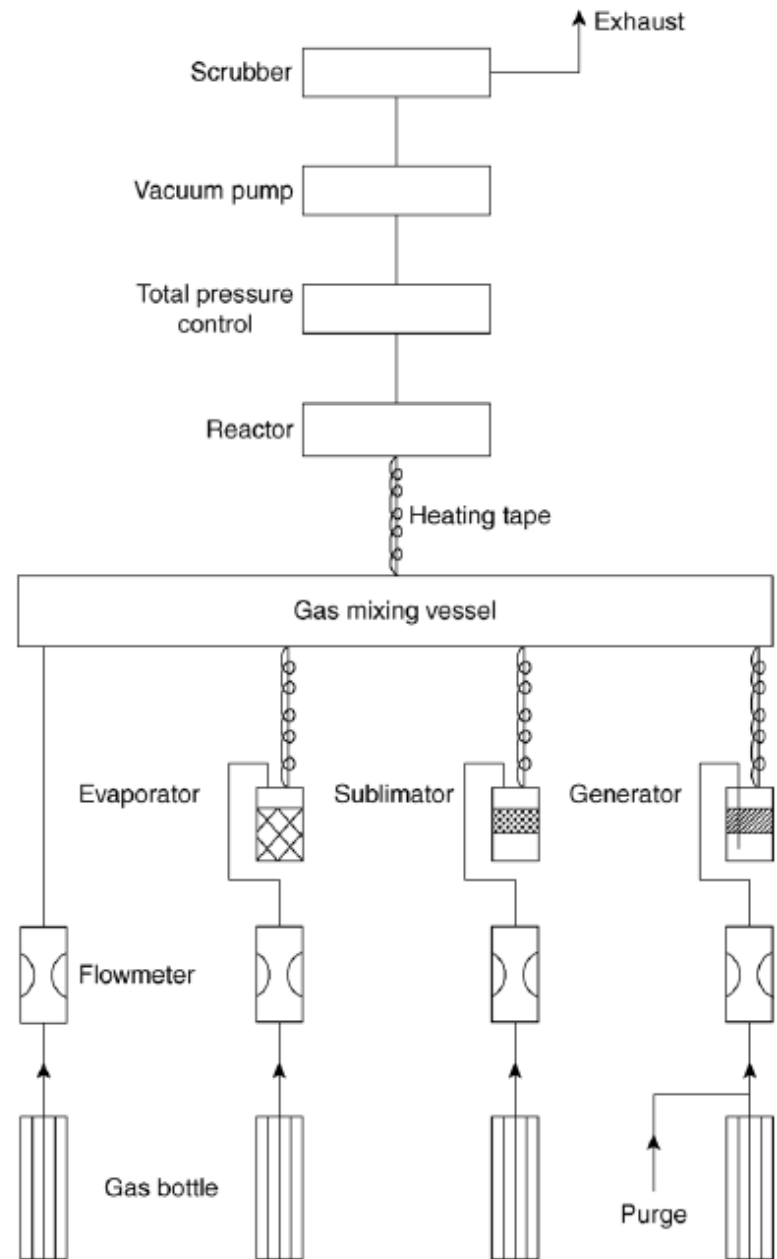 Exhaust
Scrubber
Vacuum pump
Total pressure
control
Reactor
Heating tape
Gas mixing vessel
Evaporator
Sublimator
Generator
Flowmeter
Gas bottle
Purge